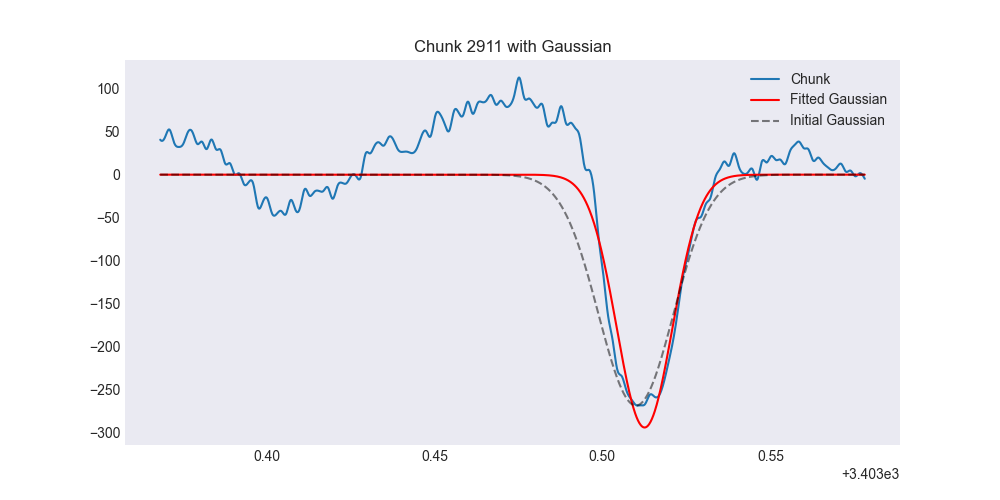 Chunk 2911 with Gaussian
Chunk
Fitted Gaussian
Initial Gaussian
100
50
0
−50
−100
−150
−200
−250
−300
0.40
0.45
0.50
0.55
+3.403e3